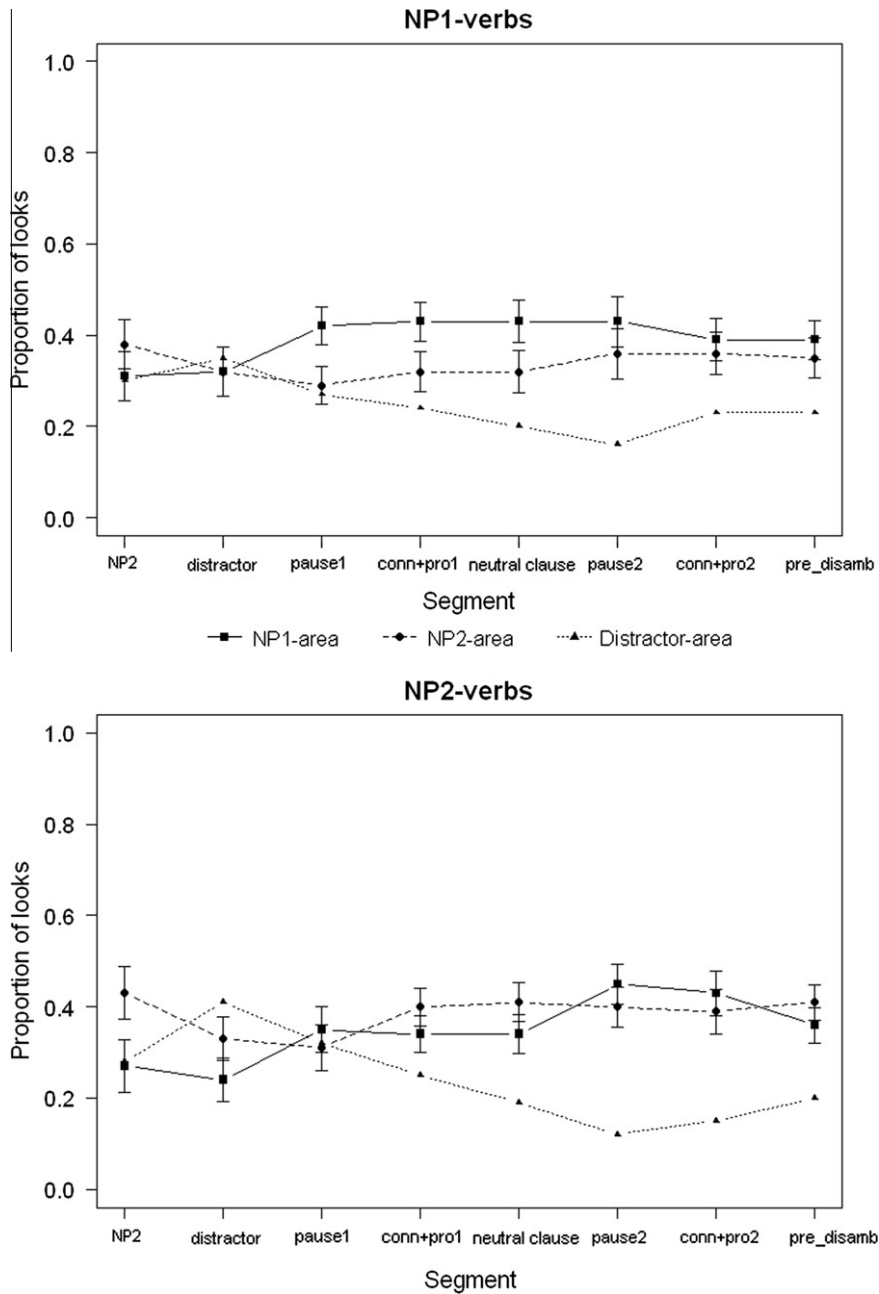 NP1-verbs
1.0
0.8
0.6
0.4
0.2
0.0
Proportion of looks
NP2 distractor pause1 conn+pro1 neutral clause pause2 conn+pro2 pre_disamb
Segment
NP1-area NP2-area Distractor-area
NP2-verbs
1.0
0.8
0.6
0.4
0.2
0.0
Proportion of looks
NP2 distractor pause1 conn+pro1 neutral clause pause2 conn+pro2 pre_disamb
Segment